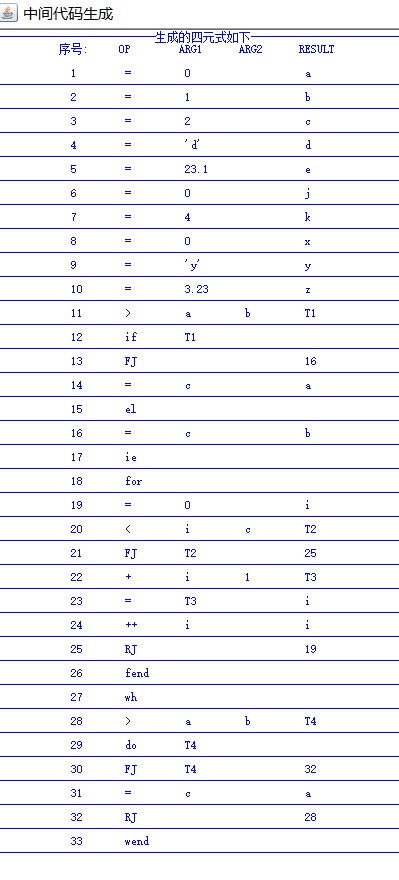 中间代码生成
生成的四元式如下
序号: OP ARG1 ARG2 RESULT
1 = 0 a
2 = 1 b
3 = 2 c
4 = 'd' d
5 = 23.1 e
6 = 0 j
7 = 4 k
8 = 0 x
9 = 'y' y
10 = 3.23 z
11 > a b T1
12 if T1
13 FJ 16
14 = c a
15 el
16 = c b
17 ie
18 for
19 = 0 i
20 < i c T2
21 FJ T2 25
22 + i 1 T3
23 = T3 i
24 ++ i i
25 RJ 19
26 fend
27 wh
28 > a b T4
29 do T4
30 FJ T4 32
31 = c a
32 RJ 28
33 wend